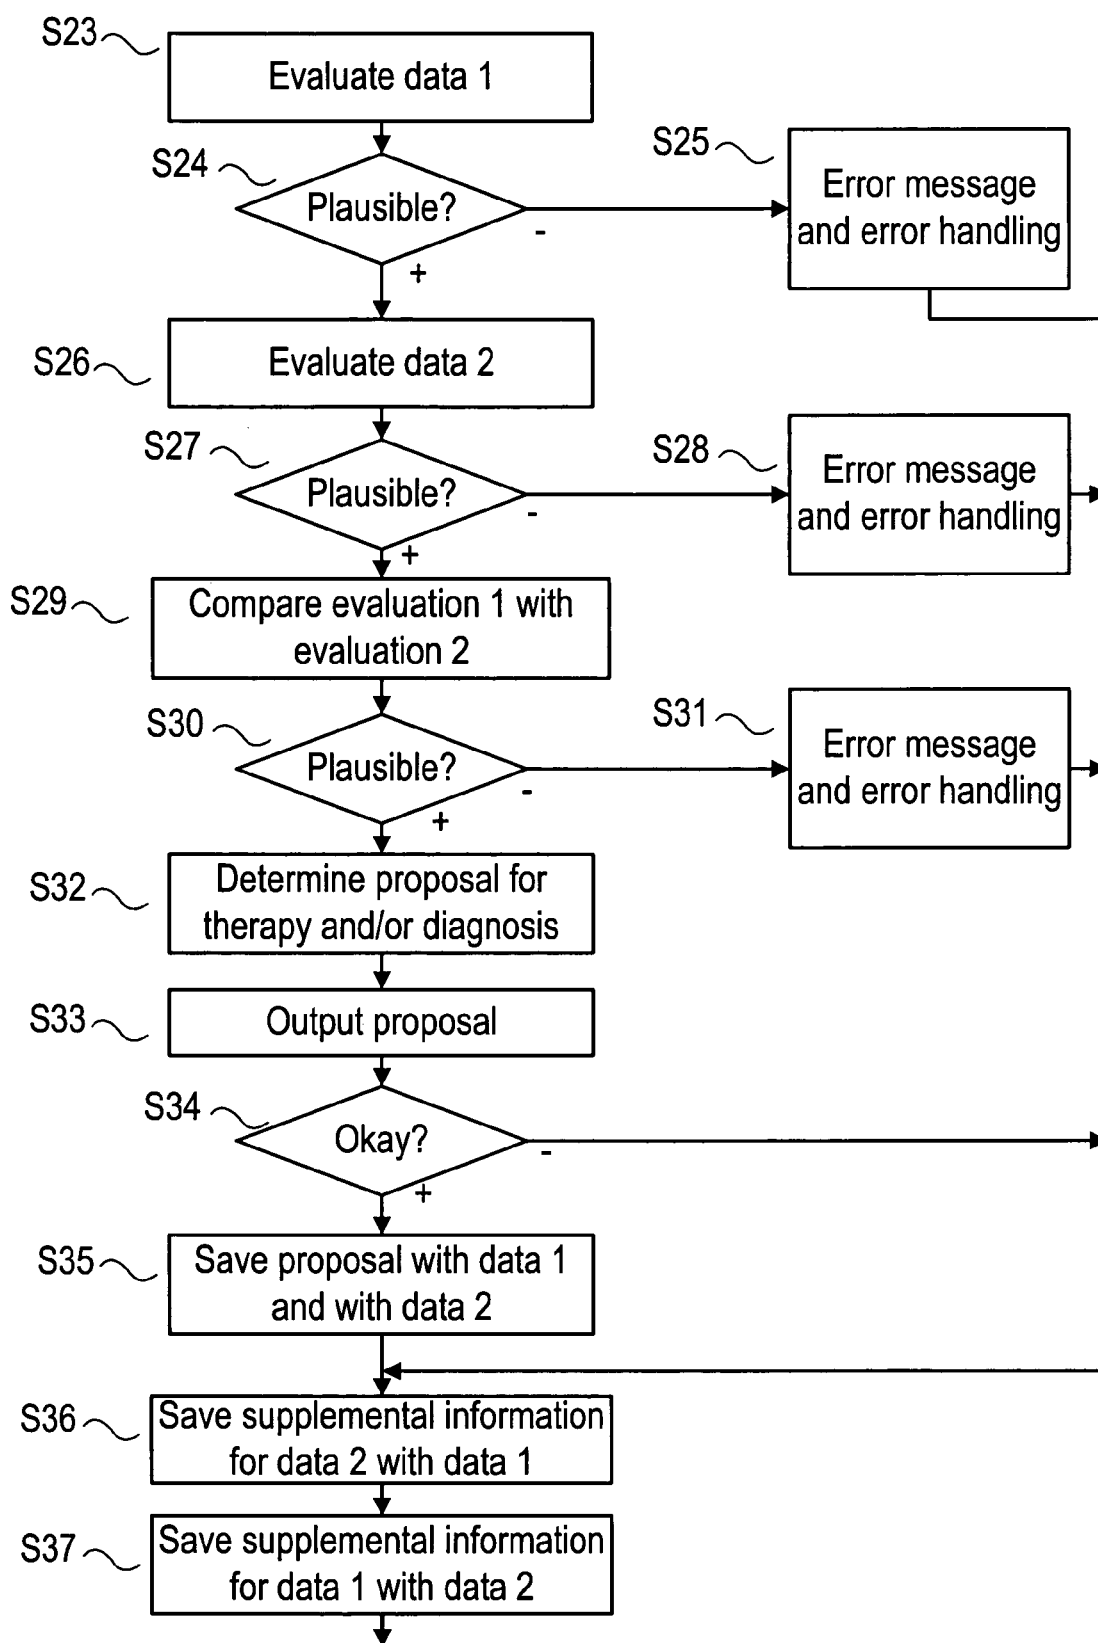 S23
Evaluate data 1
S24
Plausible?
-
+
S25
Error message
and error handling
S26
Evaluate data 2
S27
Plausible?
-
+
S28
Error message
and error handling
S29
Compare evaluation 1 with
evaluation 2
S30
Plausible?
-
+
S31
Error message
and error handling
S32
Determine proposal for
therapy and/or diagnosis
S33
Output proposal
S34
Okay?
-
+
S35
Save proposal with data 1
and with data 2
S36
Save supplemental information
for data 2 with data 1
S37
Save supplemental information
for data 1 with data 2